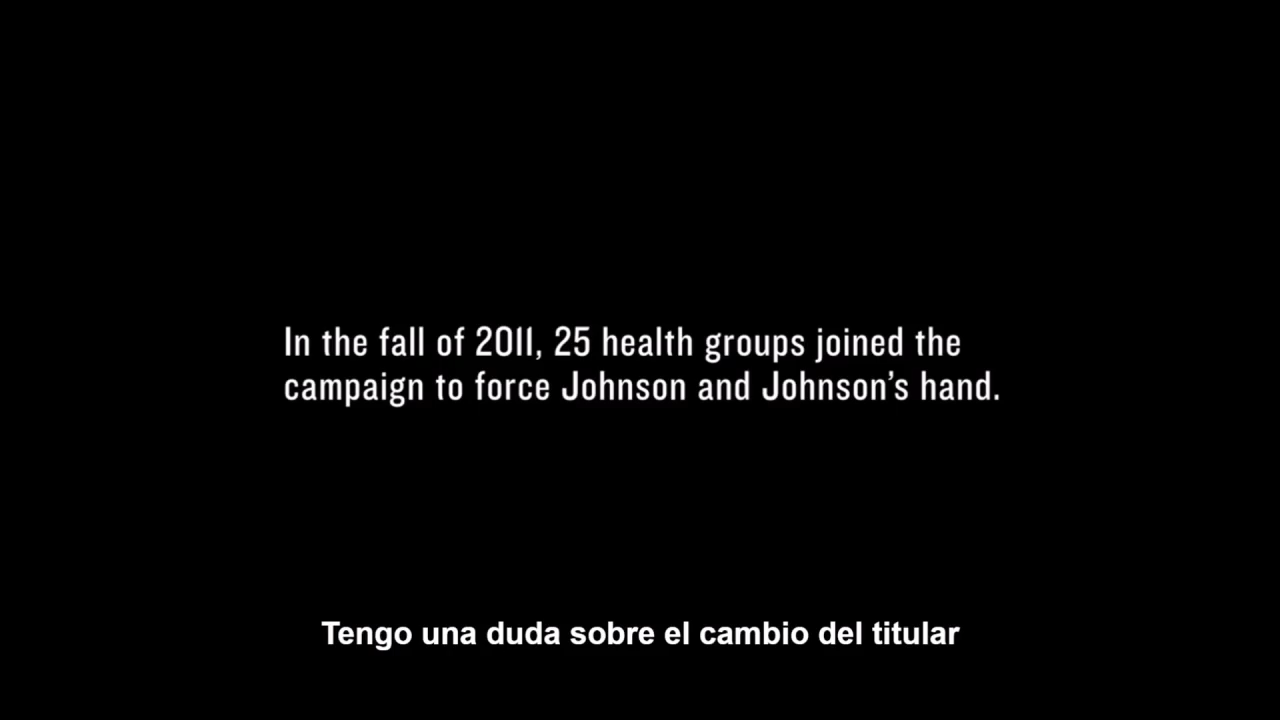 In the fall of 2011, 25 health groups joined the
campaign to force Johnson and Johnson's hand.
Tengo una duda sobre el cambio del titular